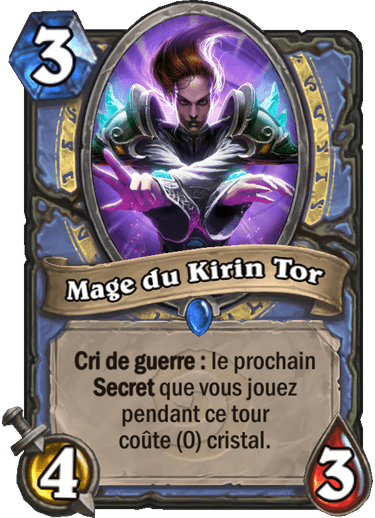 3
Mage du Kirin Tor
Cri de guerre : le prochain
Secret que vous jouez
pendant ce tour
coûte (0) cristal.
4
3